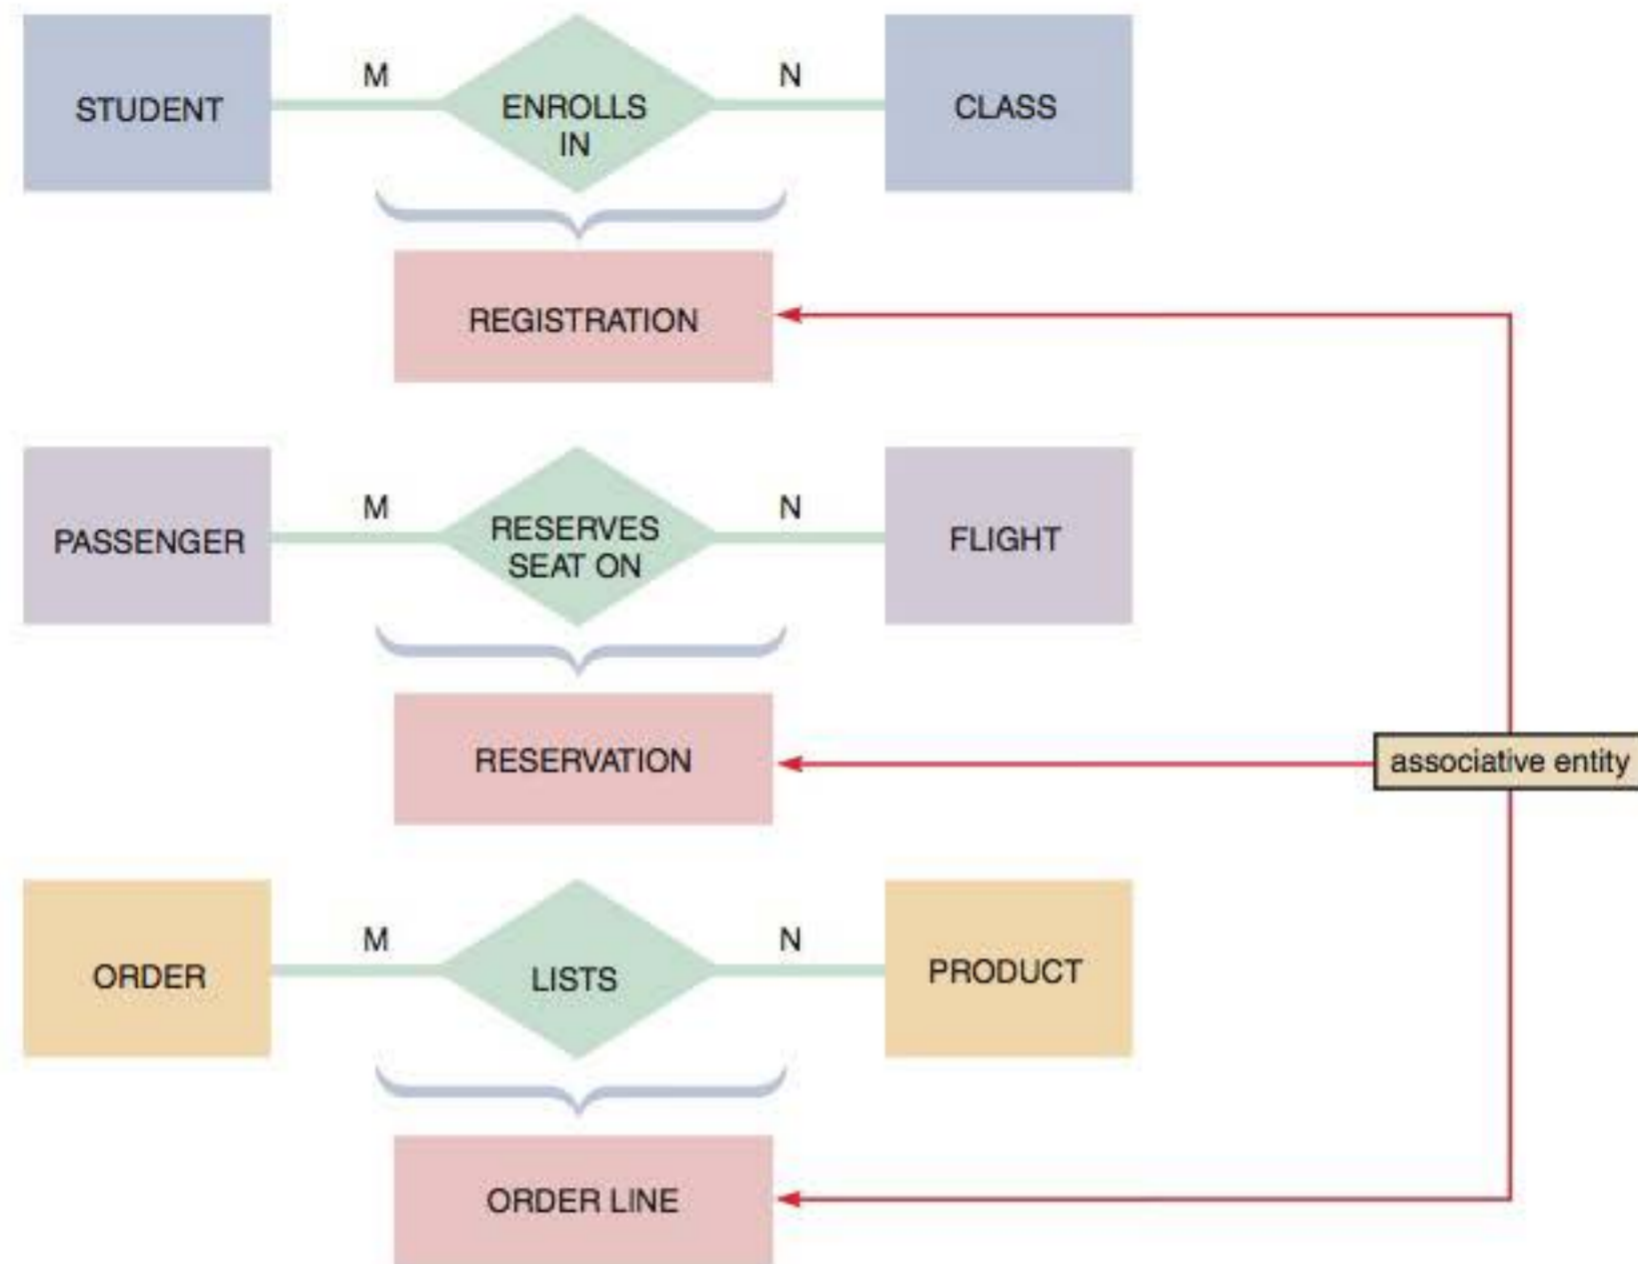 M
N
STUDENT
ENROLLS
IN
CLASS
REGISTRATION
M
N
PASSENGER
RESERVES
SEAT ON
FLIGHT
RESERVATION
associative entity
M
N
ORDER
LISTS
PRODUCT
ORDER LINE